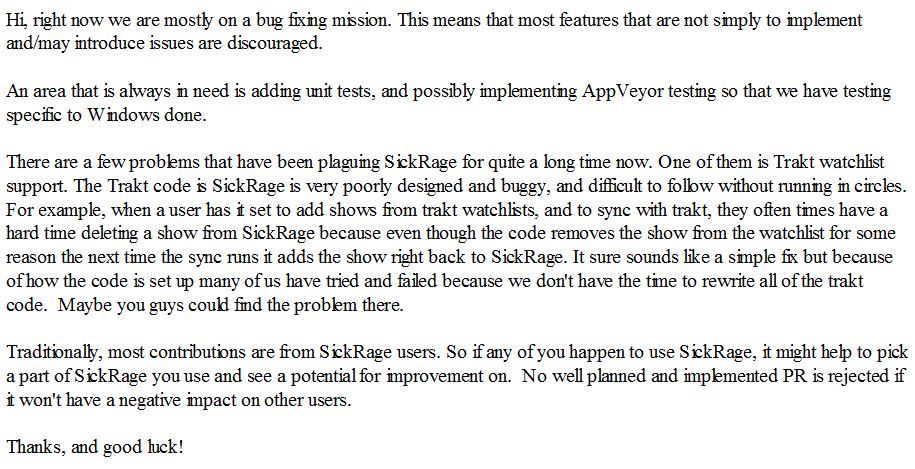 Hi, right now we are mostly on a bug fixing mission. This means that most features that are not simply to implement
and/may introduce issues are discouraged.
An area that is always in need is adding unit tests, and possibly implementing AppVeyor testing so that we have testing
specific to Windows done.
There are a few problems that have been plaguing SickRage for quite a long time now. One of them is Trakt watchlist
support. The Trakt code is SickRage is very poorly designed and buggy, and difficult to follow without running in circles.
For example, when a user has it set to add shows from trakt watchlists, and to sync with trakt, they often times have a
hard time deleting a show from SickRage because even though the code removes the show from the watchlist for some
reason the next time the sync runs it adds the show right back to SickRage. It sure sounds like a simple fix but because
of how the code is set up many of us have tried and failed because we don't have the time to rewrite all of the trakt
code.  Maybe you guys could find the problem there.
Traditionally, most contributions are from SickRage users. So if any of you happen to use SickRage, it might help to pick
a part of SickRage you use and see a potential for improvement on.  No well planned and implemented PR is rejected if
it won't have a negative impact on other users.
Thanks, and good luck!